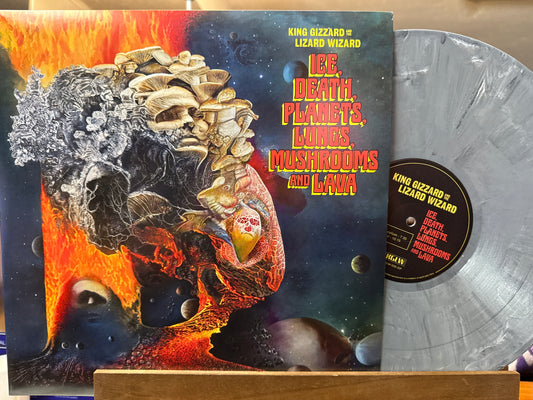 KING GIZZARD AND THE
LIZARD WIZARD
ICE,
DEATH,
PLANETS,
LUNGS,
MUSHROOMS
AND LAVA
KING GIZZARD AND THE
LIZARD WIZARD
ICE,
DEATH,
PLANETS,
LUNGS,
MUSHROOMS
AND LAVA